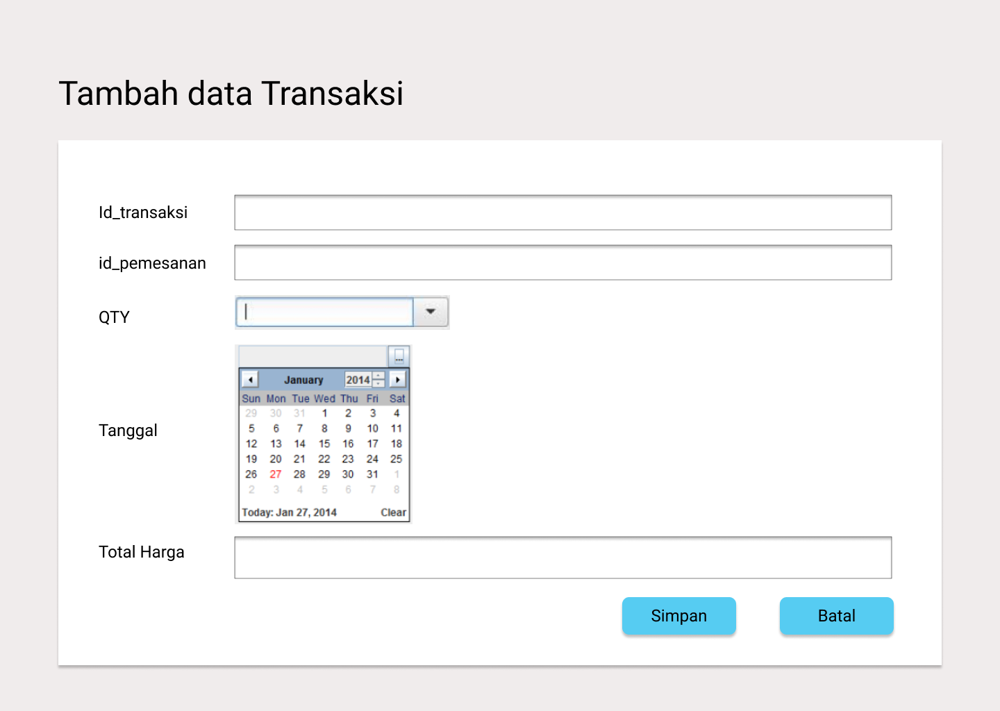 Tambah data Transaksi
Id_transaksi
id_pemesanan
QTY
...
January 2014
Sun Mon Tue Wed Thu Fri Sat
29 30 31 1 2 3 4
5 6 7 8 9 10 11
12 13 14 15 16 17 18
19 20 21 22 23 24 25
26 27 28 29 30 31 1
2 3 4 5 6 7 8
Today: Jan 27, 2014 Clear
Tanggal
Total Harga
Simpan Batal